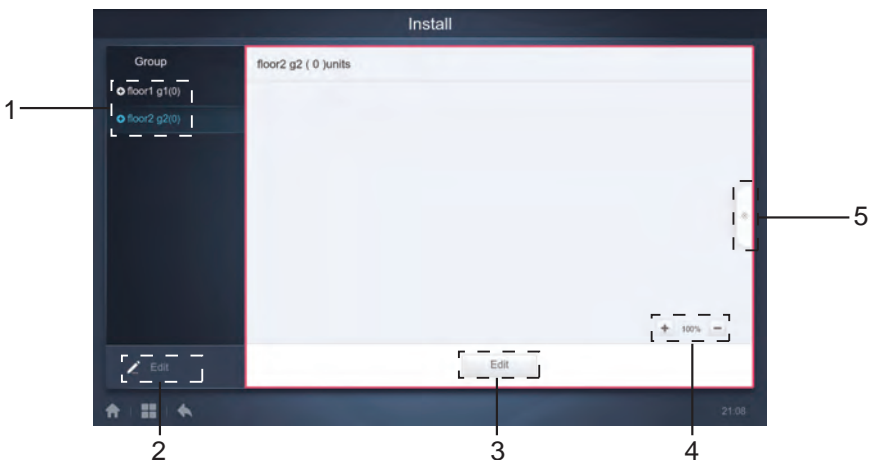 Install
Group
floor2 g2 ( 0 )units
floor1 g1(0)
1
floor2 g2(0)
5
100%
Edit
Edit
21:08
2
3
4